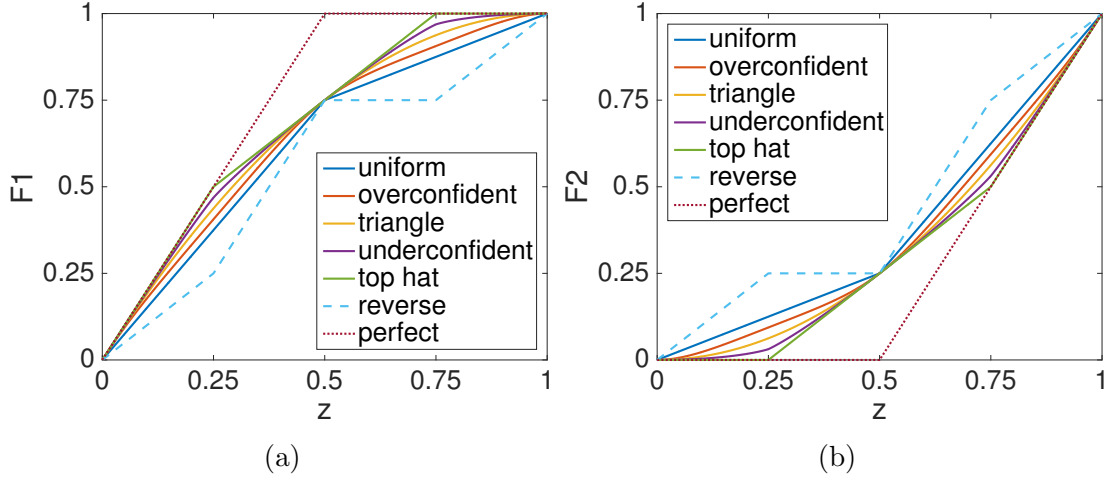 F1
1
0.75
0.5
0.25
0
0
0.25
0.5
0.75
1
z
uniform
overconfident
triangle
underconfident
top hat
reverse
perfect
(a)
F2
1
0.75
0.5
0.25
0
0
0.25
0.5
0.75
1
z
uniform
overconfident
triangle
underconfident
top hat
reverse
perfect
(b)